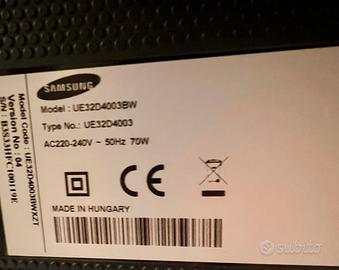 SAMSUNG
Model : UE32D4003BW
Type No.: UE32D4003
AC220-240V ~ 50Hz 70W
CE
MADE IN HUNGARY
Model Code : UE32D4003BWXZT
Version No : 04
S/N : B3S33HFC100119E
subito